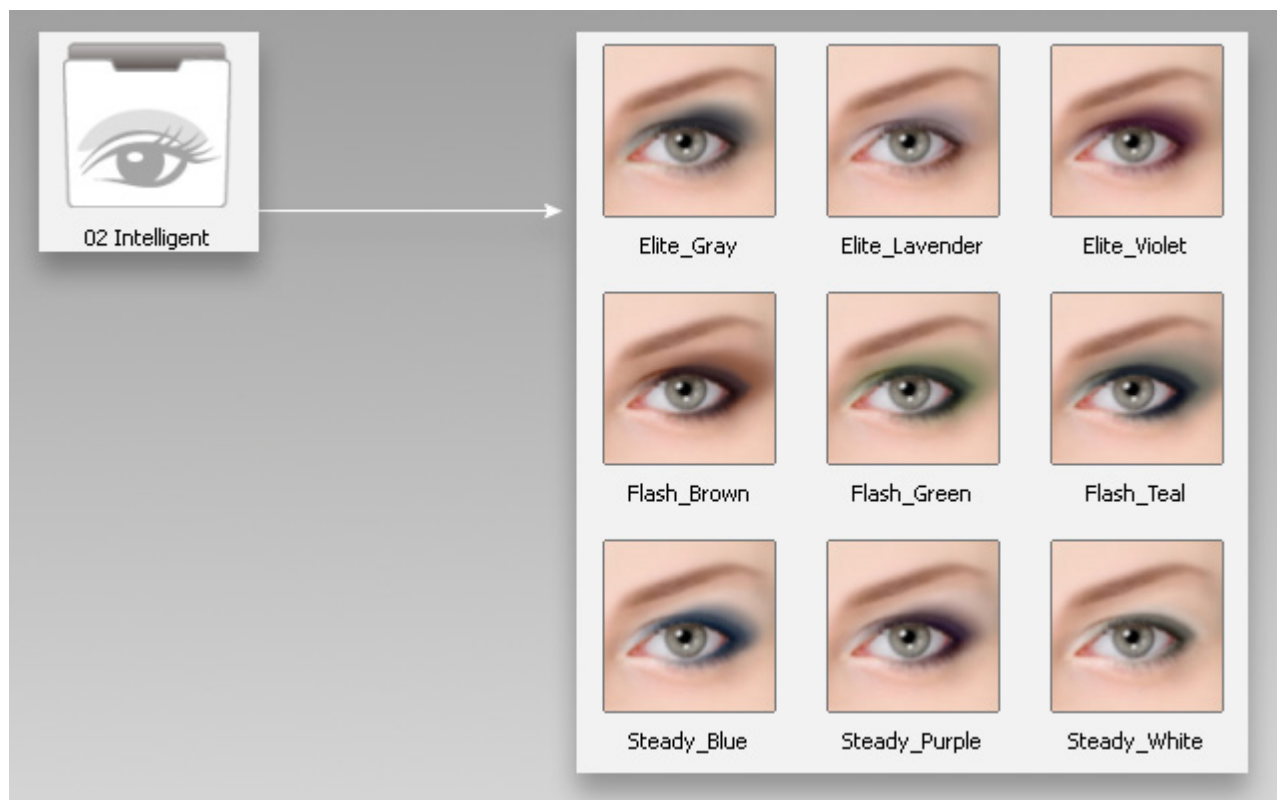 02 Intelligent
Elite_Gray
Elite_Lavender
Elite_Violet
Flash_Brown
Flash_Green
Flash_Teal
Steady_Blue
Steady_Purple
Steady_White